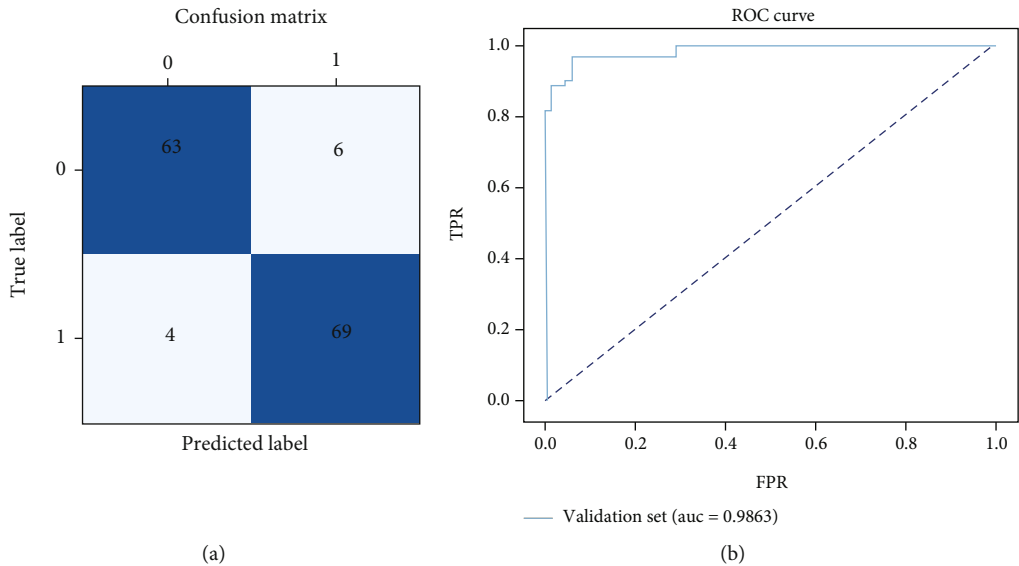 Confusion matrix
0 1
0 63 6
1 4 69
True label
Predicted label
(a)
ROC curve
1.0
0.8
0.6
0.4
0.2
0.0
TPR
0.0 0.2 0.4 0.6 0.8 1.0
FPR
Validation set (auc = 0.9863)
(b)